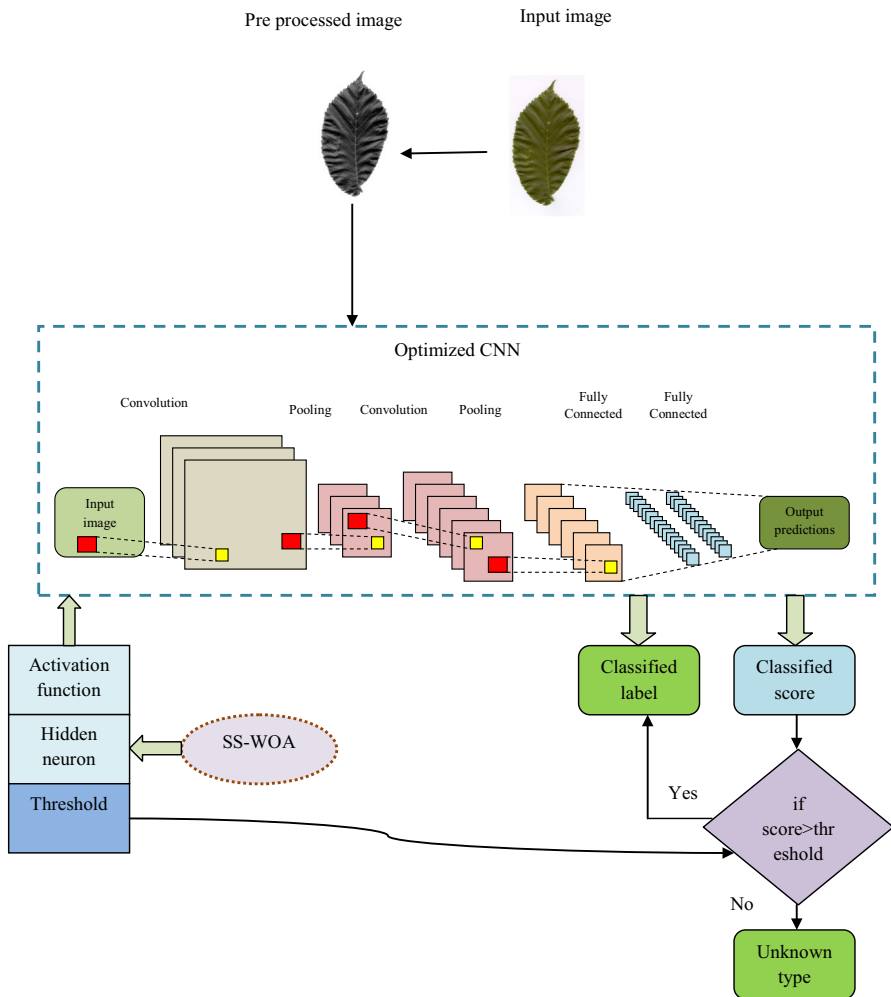 Pre processed image
Input image
Optimized CNN
Convolution
Pooling
Convolution
Pooling
Fully
Connected
Fully
Connected
Input
image
Output
predictions
Activation
function
Hidden
neuron
Threshold
SS-WOA
Classified
label
Classified
score
Yes
if
score>thr
eshold
No
Unknown
type